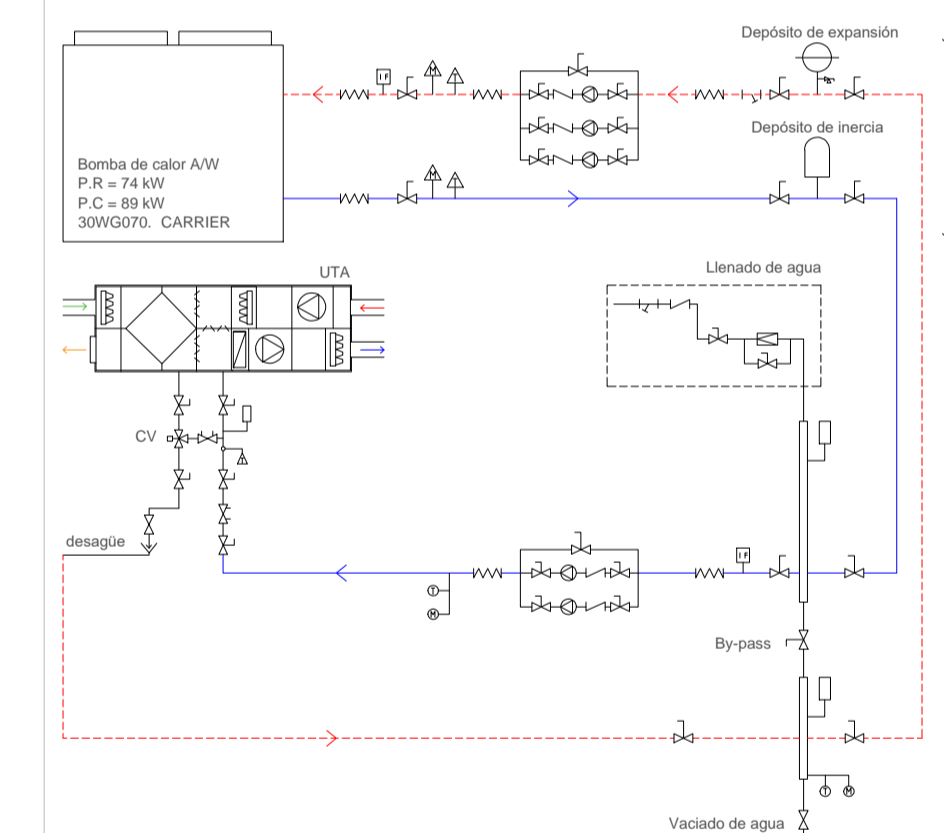 Depósito de expansión
I F
M
T
Depósito de inercia
Bomba de calor A/W
P.R = 74 kW
P.C = 89 kW
30WG070. CARRIER
M
T
UTA
Llenado de agua
CV
T
desagüe
I F
T
M
By-pass
T
M
Vaciado de agua